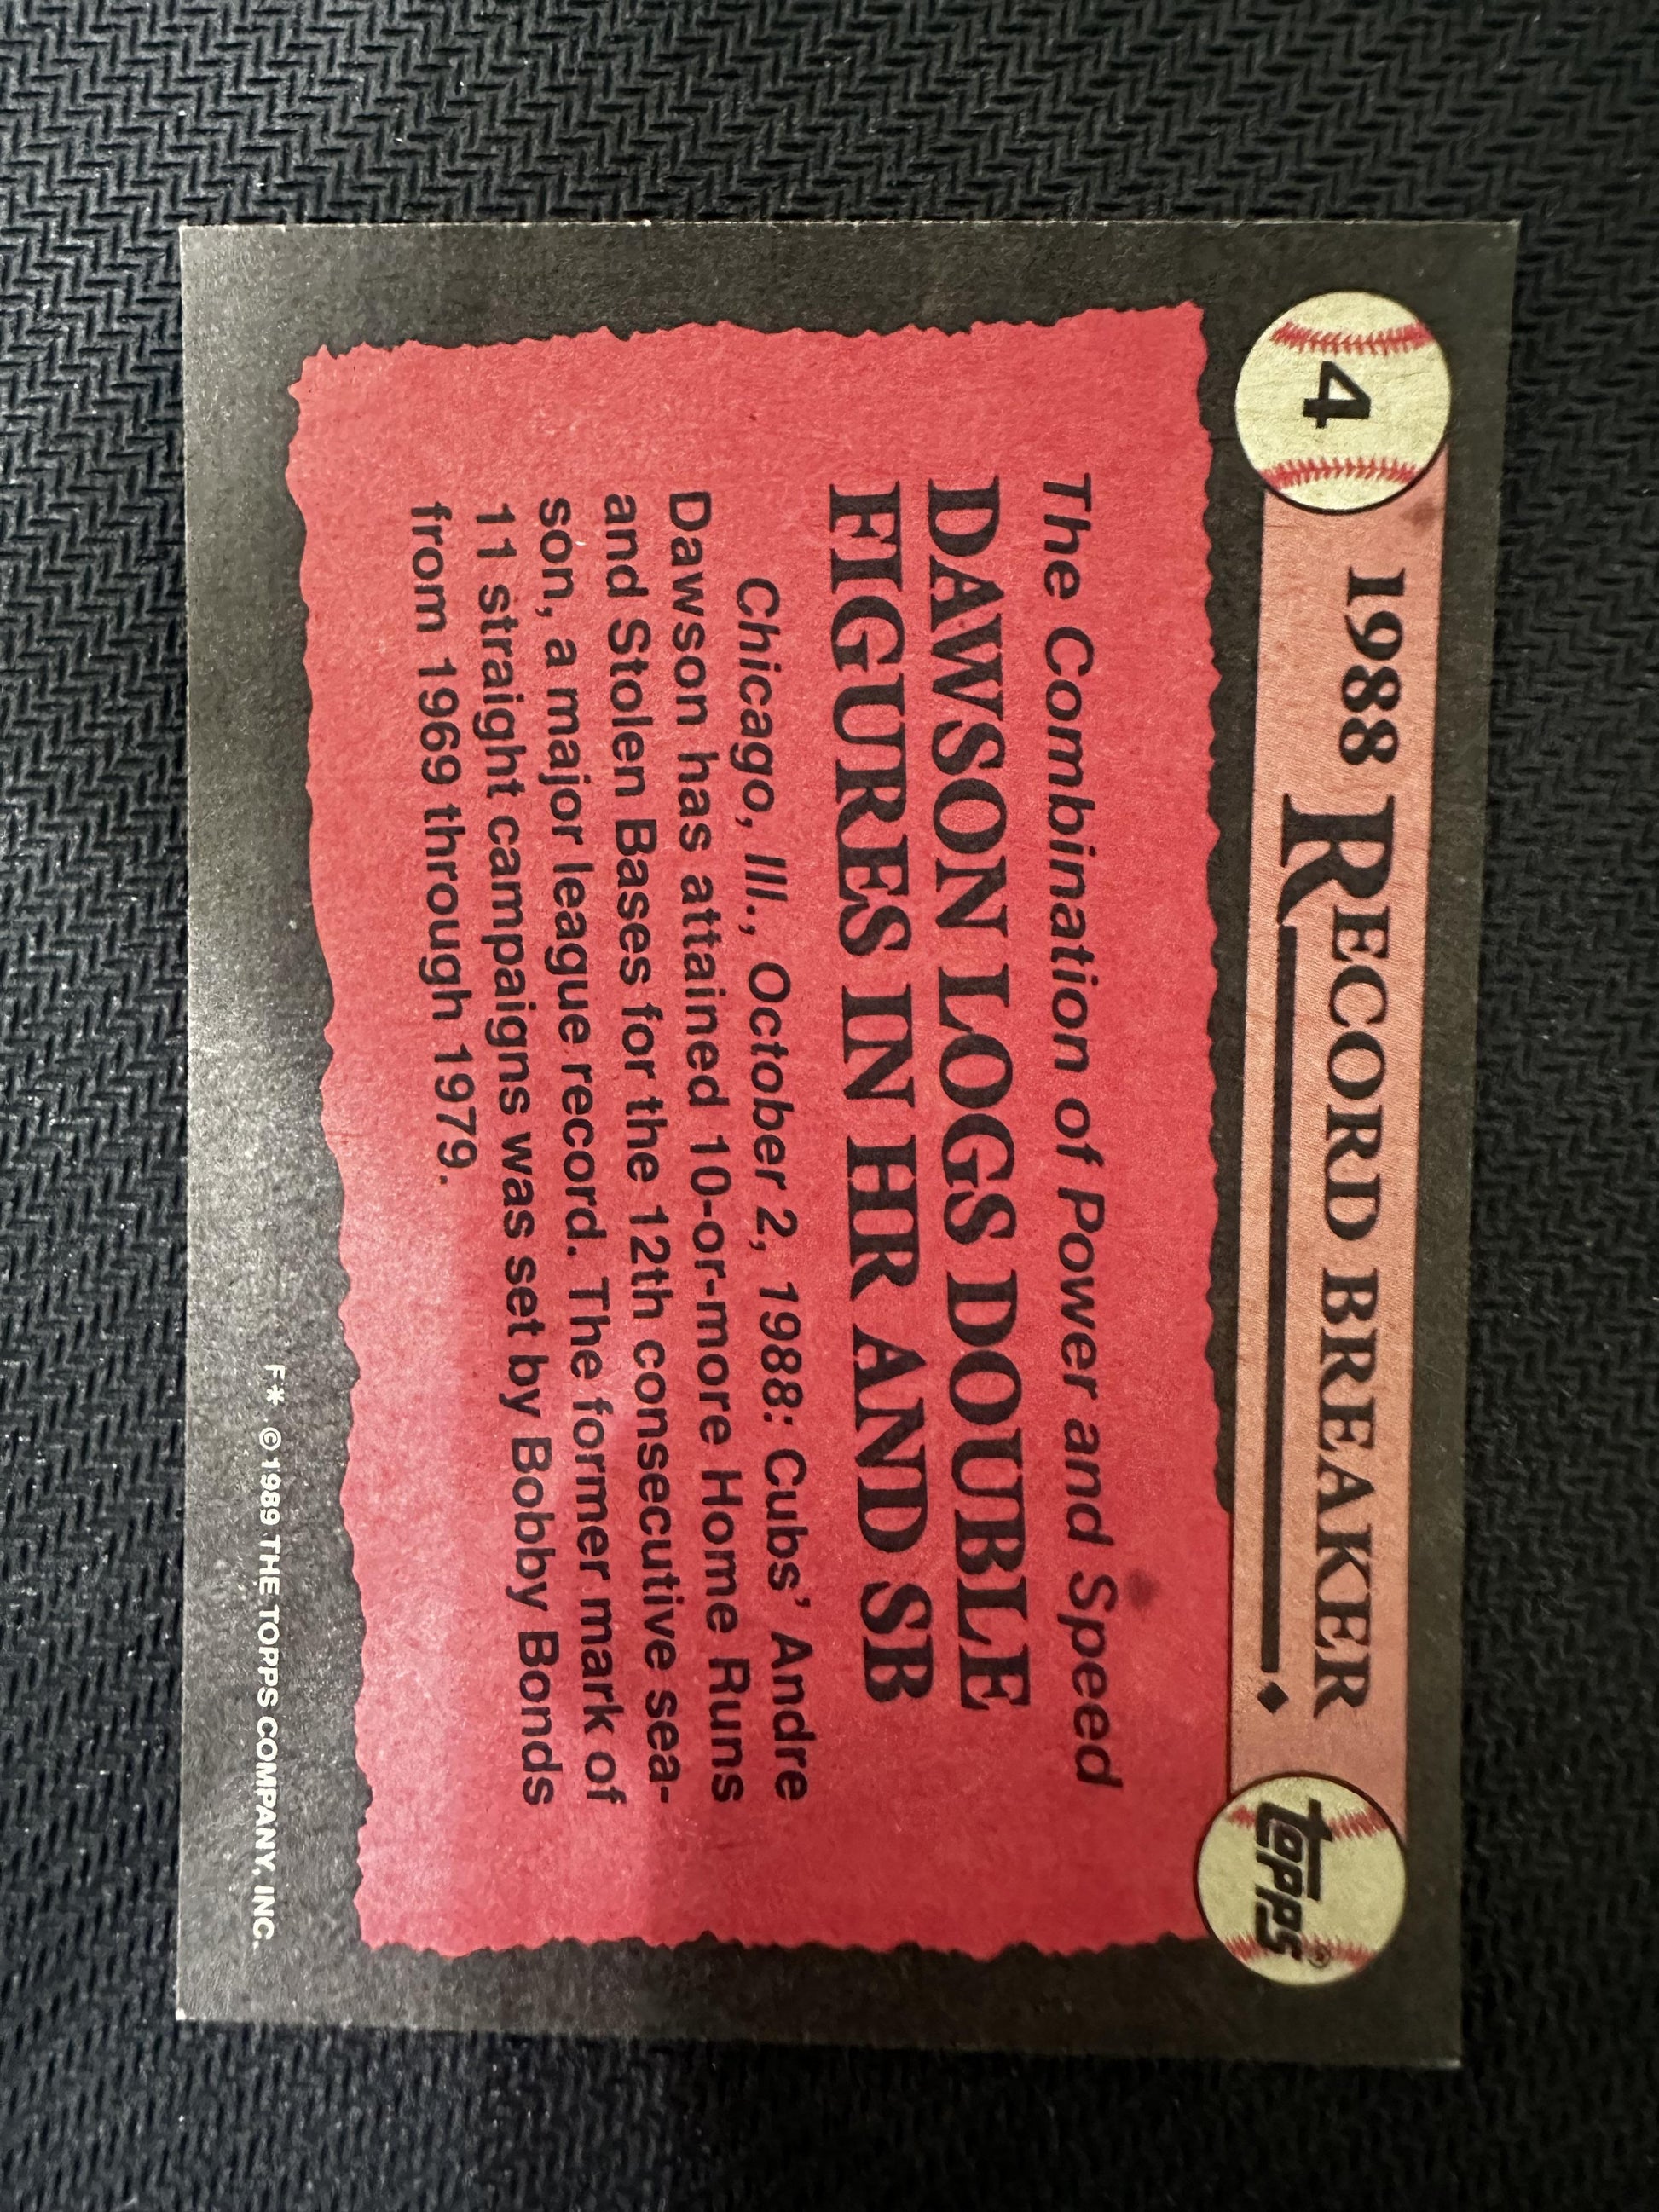 4
1988 RECORD BREAKER
topps®
The Combination of Power and Speed
DAWSON LOGS DOUBLE
FIGURES IN HR AND SB
Chicago, Ill., October 2, 1988: Cubs' Andre
Dawson has attained 10-or-more Home Runs
and Stolen Bases for the 12th consecutive sea-
son, a major league record. The former mark of
11 straight campaigns was set by Bobby Bonds
from 1969 through 1979.
F* © 1989 THE TOPPS COMPANY, INC.